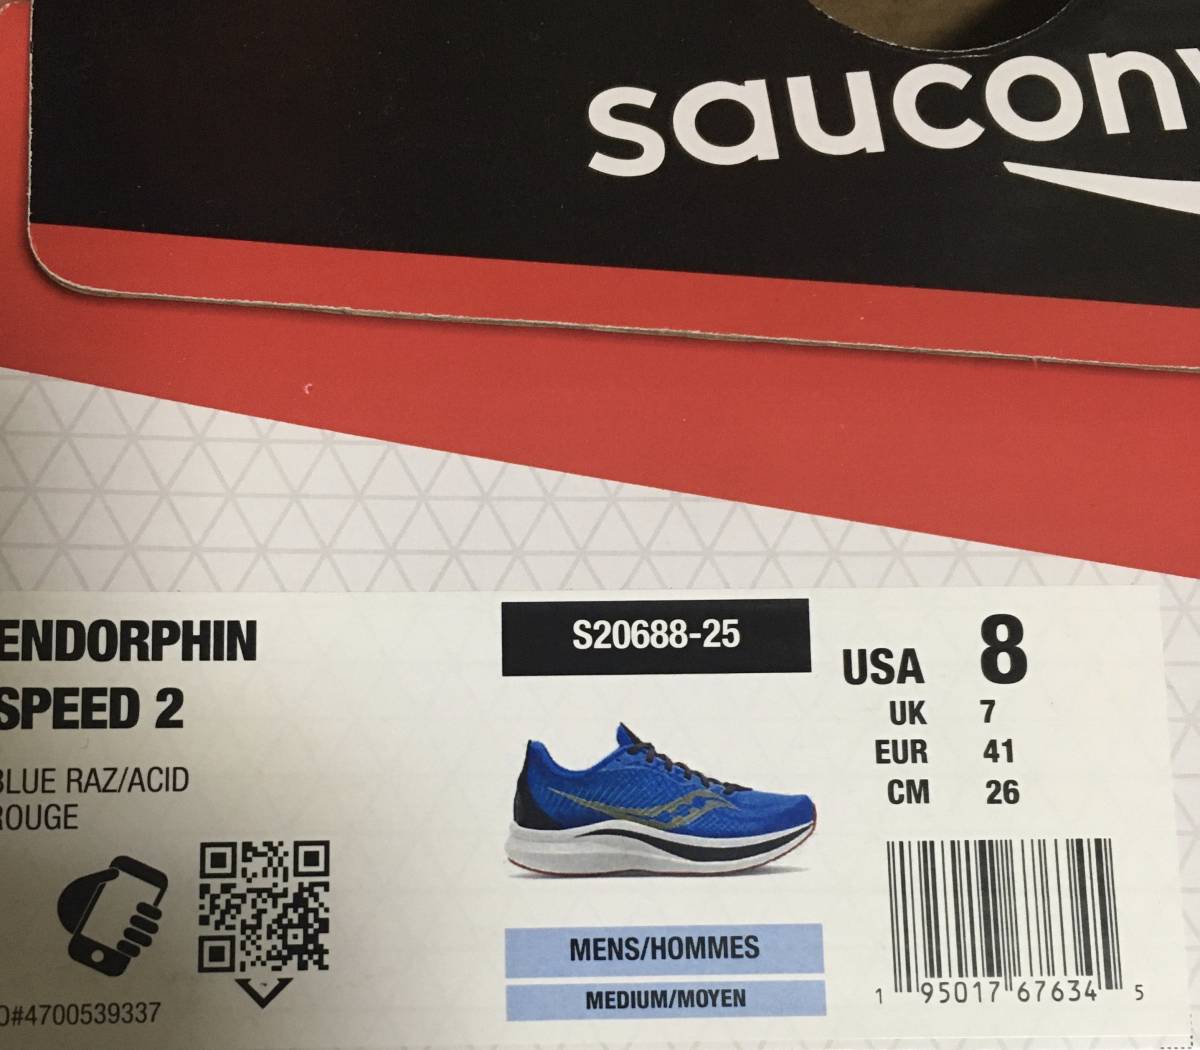 saucony
ENDORPHIN
SPEED 2
BLUE RAZ/ACID
ROUGE
O#4700539337
S20688-25
MENS/HOMMES
MEDIUM/MOYEN
USA 8
UK 7
EUR 41
CM 26
1 95017 67634 5